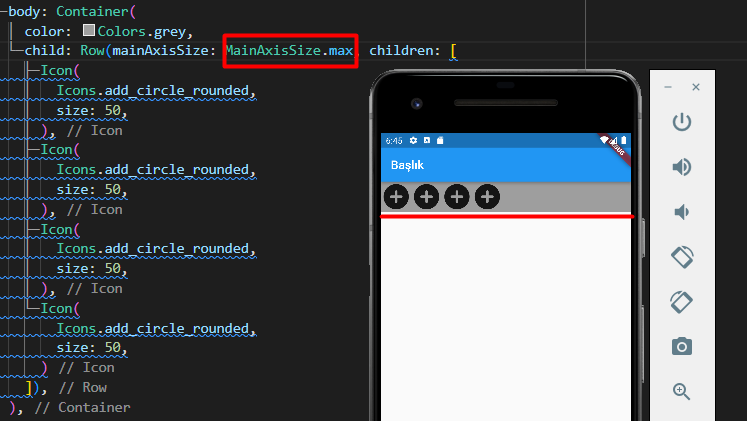 body: Container(
color: Colors.grey,
child: Row(mainAxisSize: MainAxisSize.max, children: [
Icon(
Icons.add_circle_rounded,
size: 50,
), // Icon
Icon(
Icons.add_circle_rounded,
size: 50,
), // Icon
Icon(
Icons.add_circle_rounded,
size: 50,
), // Icon
Icon(
Icons.add_circle_rounded,
size: 50,
) // Icon
]), // Row
), // Container
6:45
DEBUG
Başlık